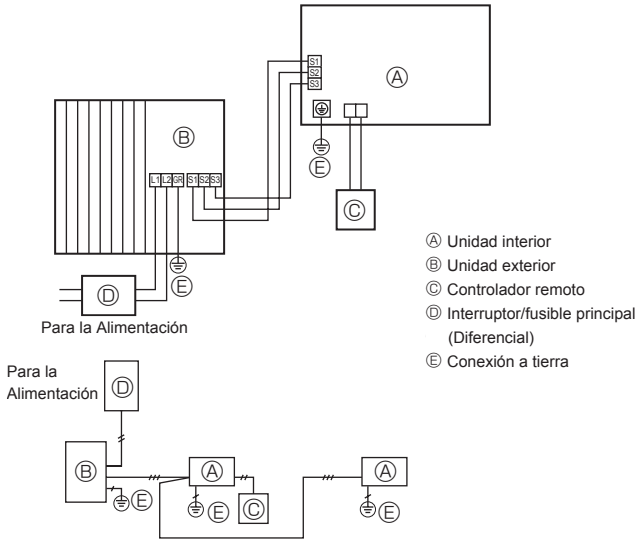 S1
S2
S3
Ⓐ
Ⓔ
Ⓒ
Ⓑ
L1 L2 GR S1 S2 S3
Ⓔ
Ⓓ
Para la Alimentación
Ⓐ Unidad interior
Ⓑ Unidad exterior
Ⓒ Controlador remoto
Ⓓ Interruptor/fusible principal
(Diferencial)
Ⓔ Conexión a tierra
Para la
Alimentación
Ⓓ
Ⓑ
Ⓔ
Ⓐ
Ⓔ
Ⓒ
Ⓐ
Ⓔ